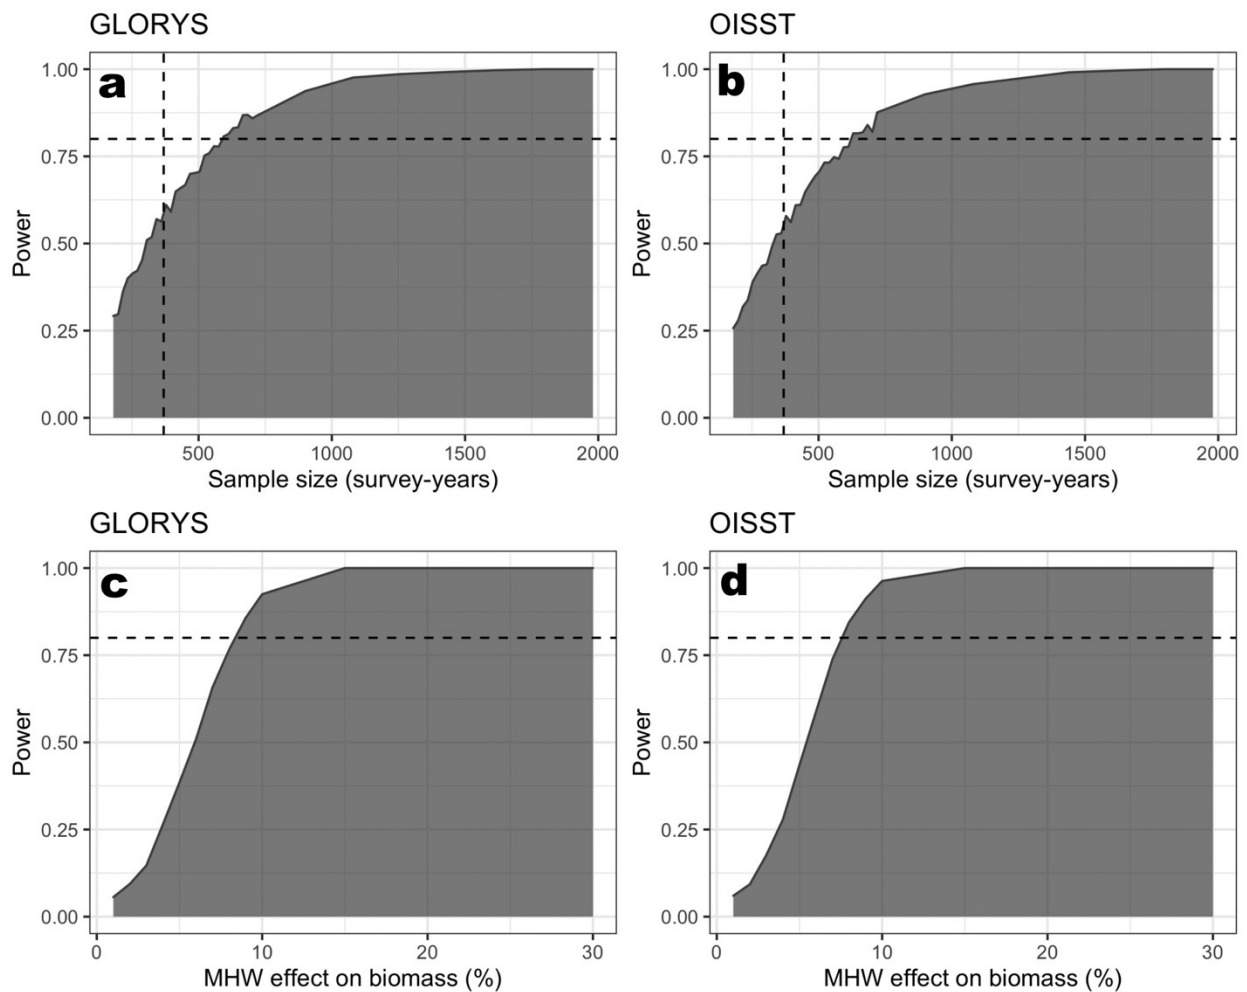 GLORYS
a
1.00
0.75
0.50
0.25
0.00
Power
500
1000
1500
2000
Sample size (survey-years)
OISST
b
1.00
0.75
0.50
0.25
0.00
Power
500
1000
1500
2000
Sample size (survey-years)
GLORYS
c
1.00
0.75
0.50
0.25
0.00
Power
0
10
20
30
MHW effect on biomass (%)
OISST
d
1.00
0.75
0.50
0.25
0.00
Power
0
10
20
30
MHW effect on biomass (%)